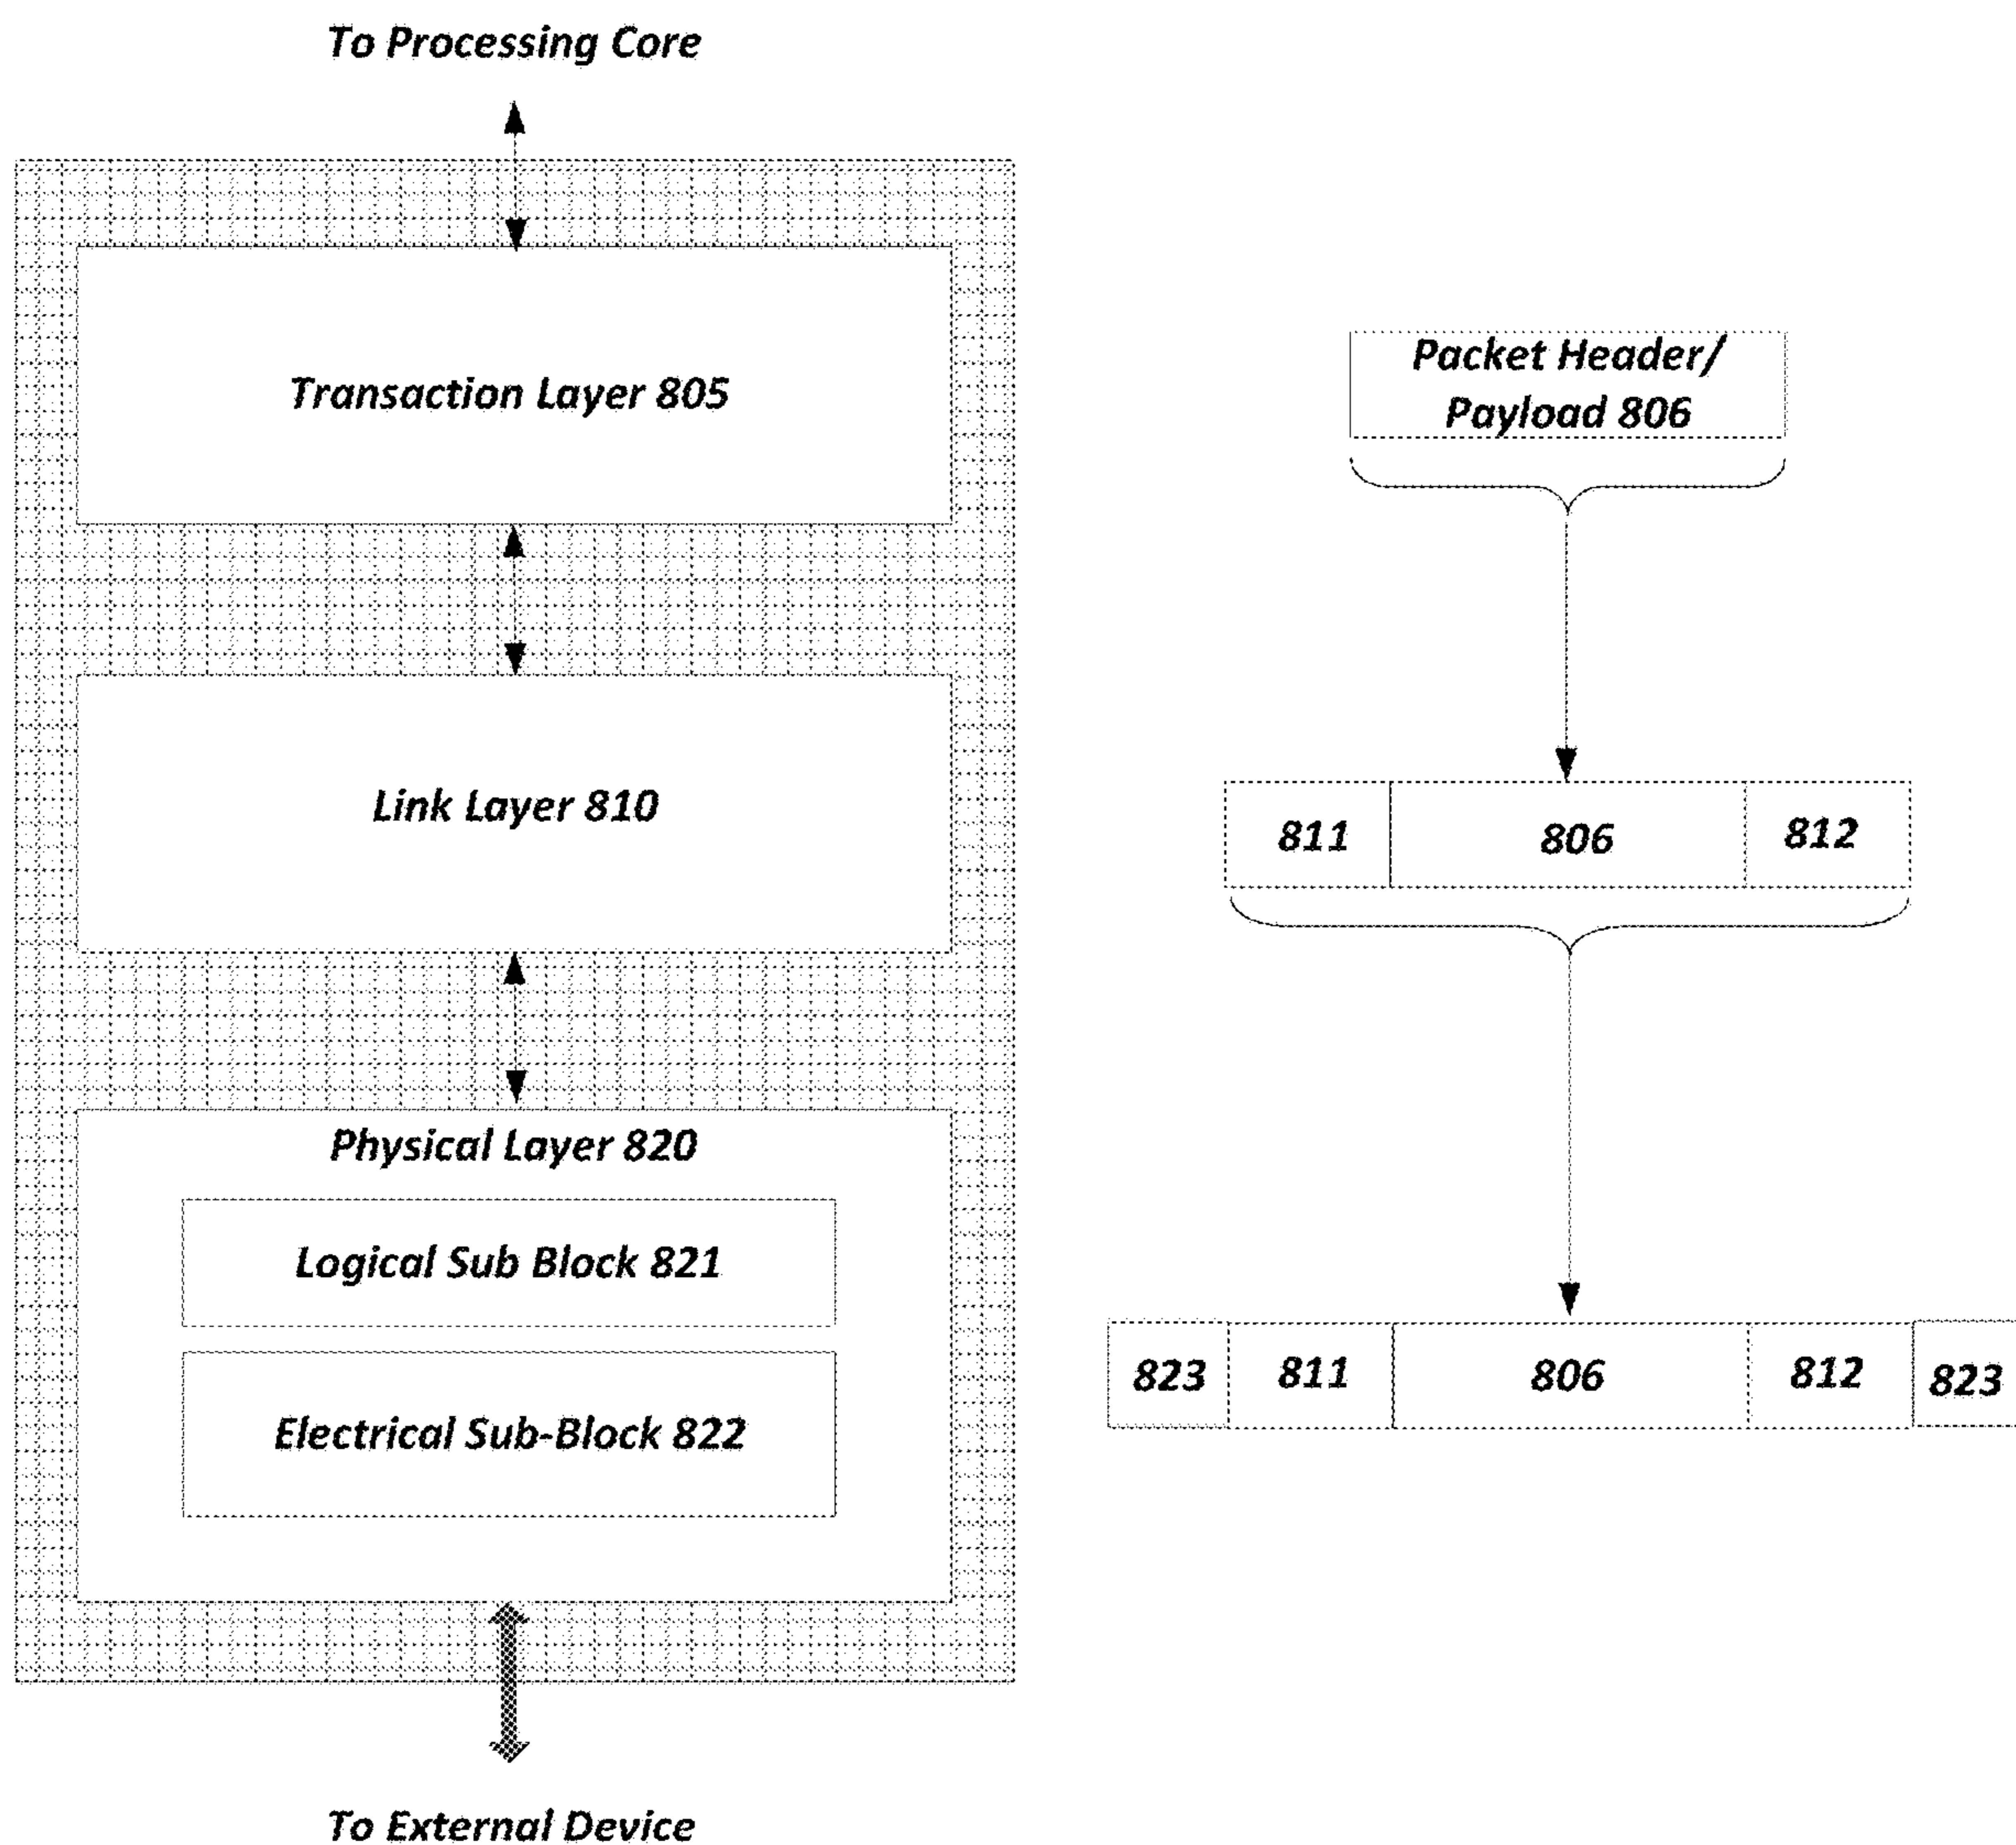 To Processing Core
Transaction Layer 805
Packet Header/
Payload 806
Link Layer 810
811 806 812
Physical Layer 820
Logical Sub Block 821
Electrical Sub-Block 822
823 811 806 812 823
To External Device